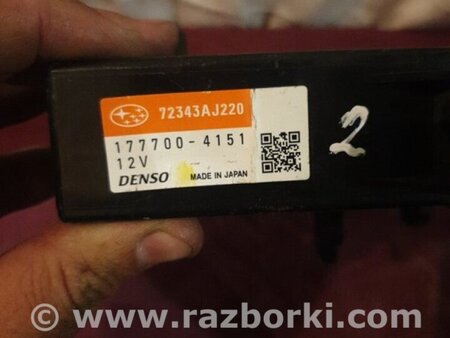 72343AJ220
177700-4151
12V
DENSO MADE IN JAPAN
2
© www.razborki.com